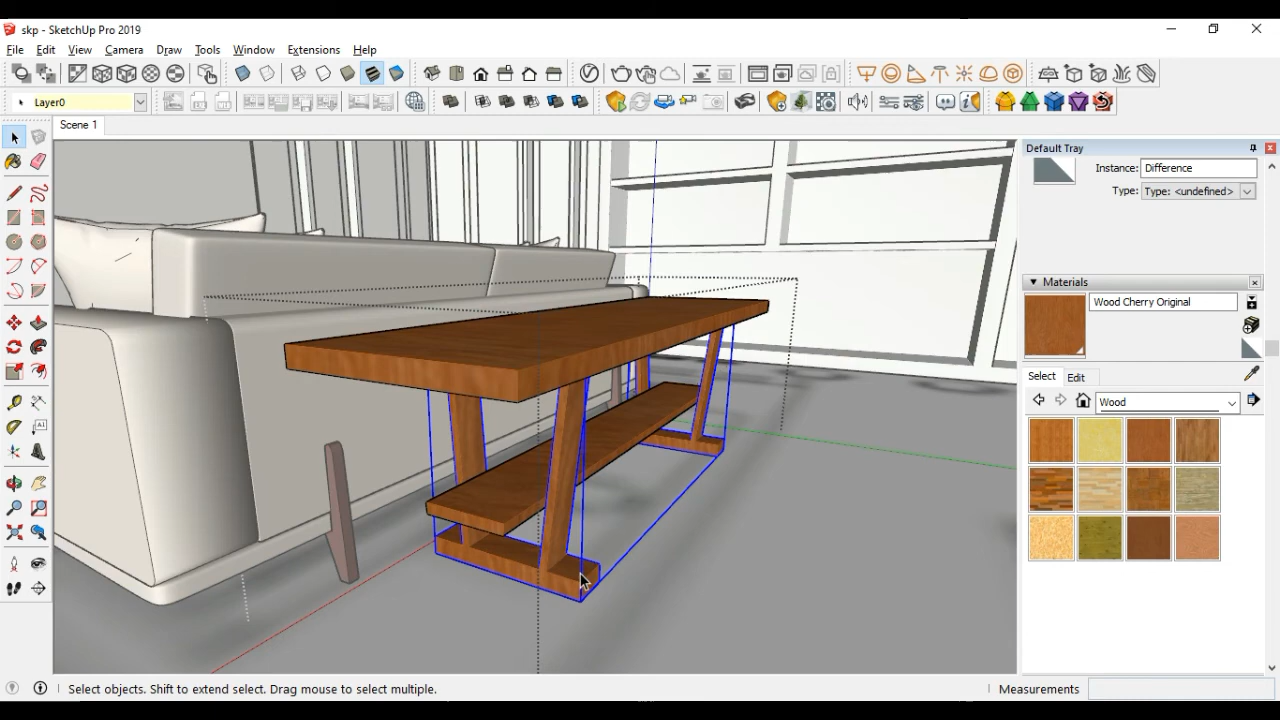 skp - SketchUp Pro 2019
File Edit View Camera Draw Tools Window Extensions Help
Layer0
Scene 1
Default Tray
Instance: Difference
Type: Type: <undefined>
Materials
Wood Cherry Original
Select Edit
Wood
Select objects. Shift to extend select. Drag mouse to select multiple.
Measurements